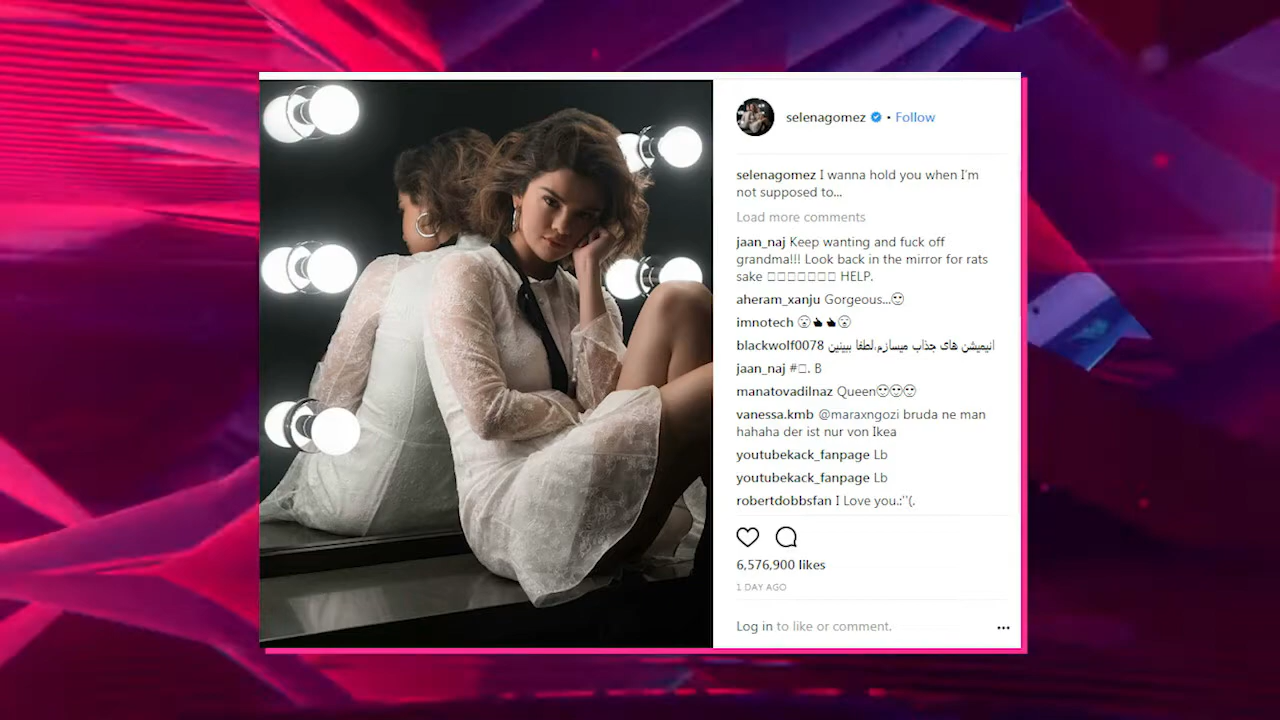 selenagomez • Follow
selenagomez I wanna hold you when I'm
not supposed to...
Load more comments
jaan_naj Keep wanting and fuck off
grandma!!! Look back in the mirror for rats
sake □□□□□□□ HELP.
aheram_xanju Gorgeous...🙂
imnotech 😮👍👍😮
blackwolf0078 انیمیشن های جذاب میسازم.لطفا ببینین
jaan_naj #□. B
manatovadilnaz Queen🙂🙂🙂
vanessa.kmb @maraxngozi bruda ne man
hahaha der ist nur von Ikea
youtubekack_fanpage Lb
youtubekack_fanpage Lb
robertdobbsfan I Love you.:''(.
6,576,900 likes
1 DAY AGO
Log in to like or comment.